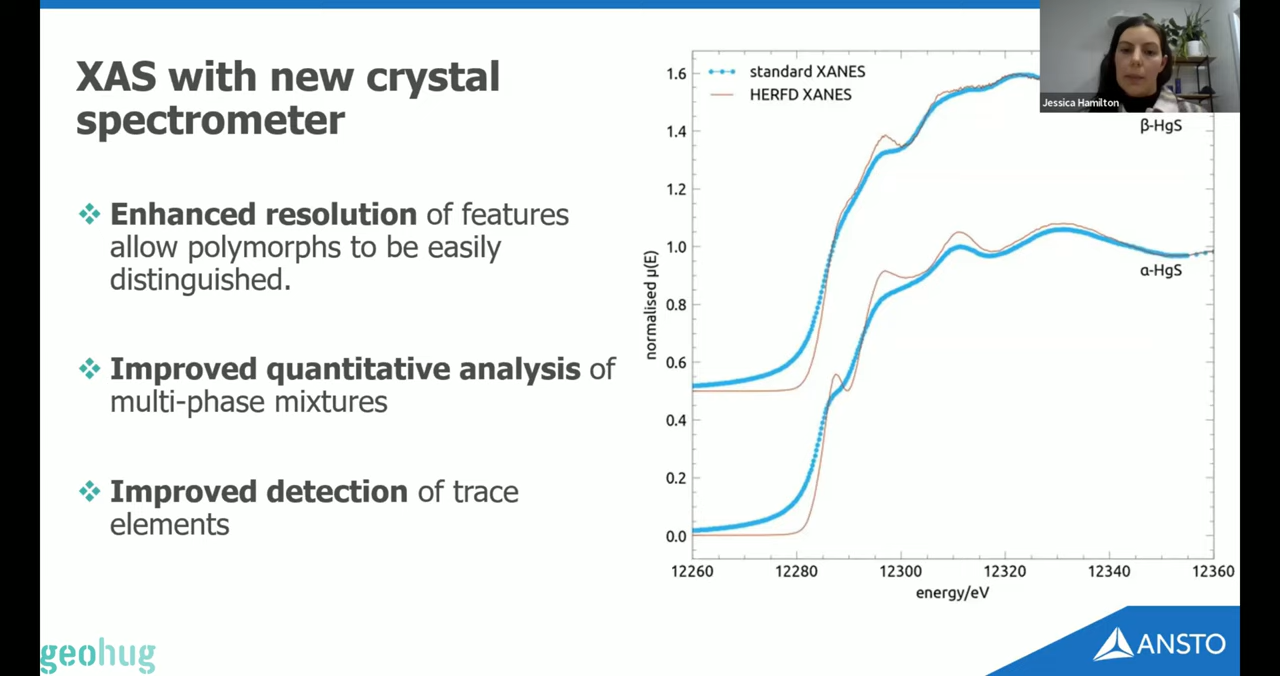 XAS with new crystal
spectrometer
Enhanced resolution of features
allow polymorphs to be easily
distinguished.
Improved quantitative analysis of
multi-phase mixtures
Improved detection of trace
elements
standard XANES
HERFD XANES
β-HgS
α-HgS
normalised μ(E)
1.6
1.4
1.2
1.0
0.8
0.6
0.4
0.2
0.0
12260 12280 12300 12320 12340 12360
energy/eV
Jessica Hamilton
geohug
ANSTO